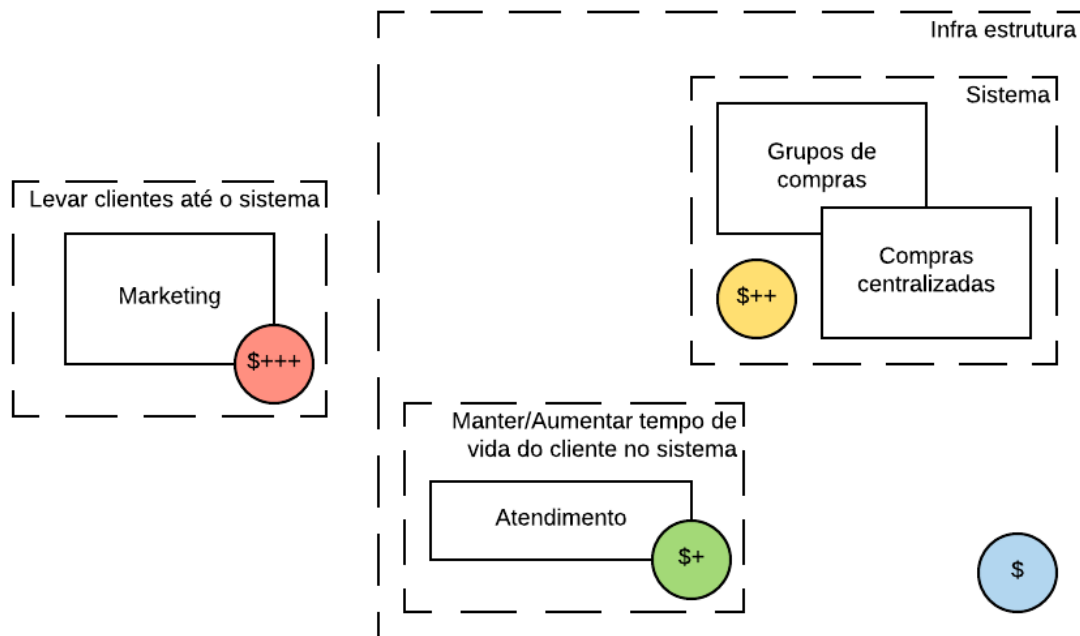 Infra estrutura
Sistema
Grupos de
compras
Compras
centralizadas
$++
Levar clientes até o sistema
Marketing
$+++
Manter/Aumentar tempo de
vida do cliente no sistema
Atendimento
$+
$